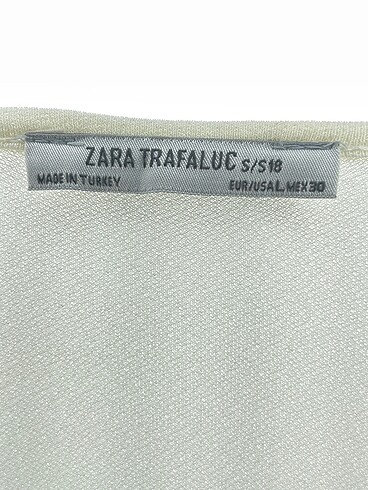 ZARA TRAFALUC S/S18
MADE IN TURKEY EUR/USA L, MEX 30